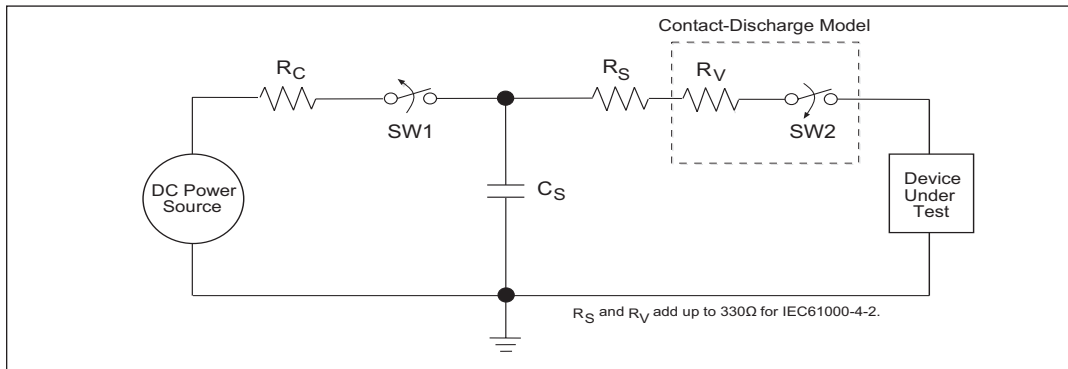 Contact-Discharge Model
RC
RS
RV
SW1
SW2
CS
DC Power
Source
Device
Under
Test
RS and RV add up to 330Ω for IEC61000-4-2.